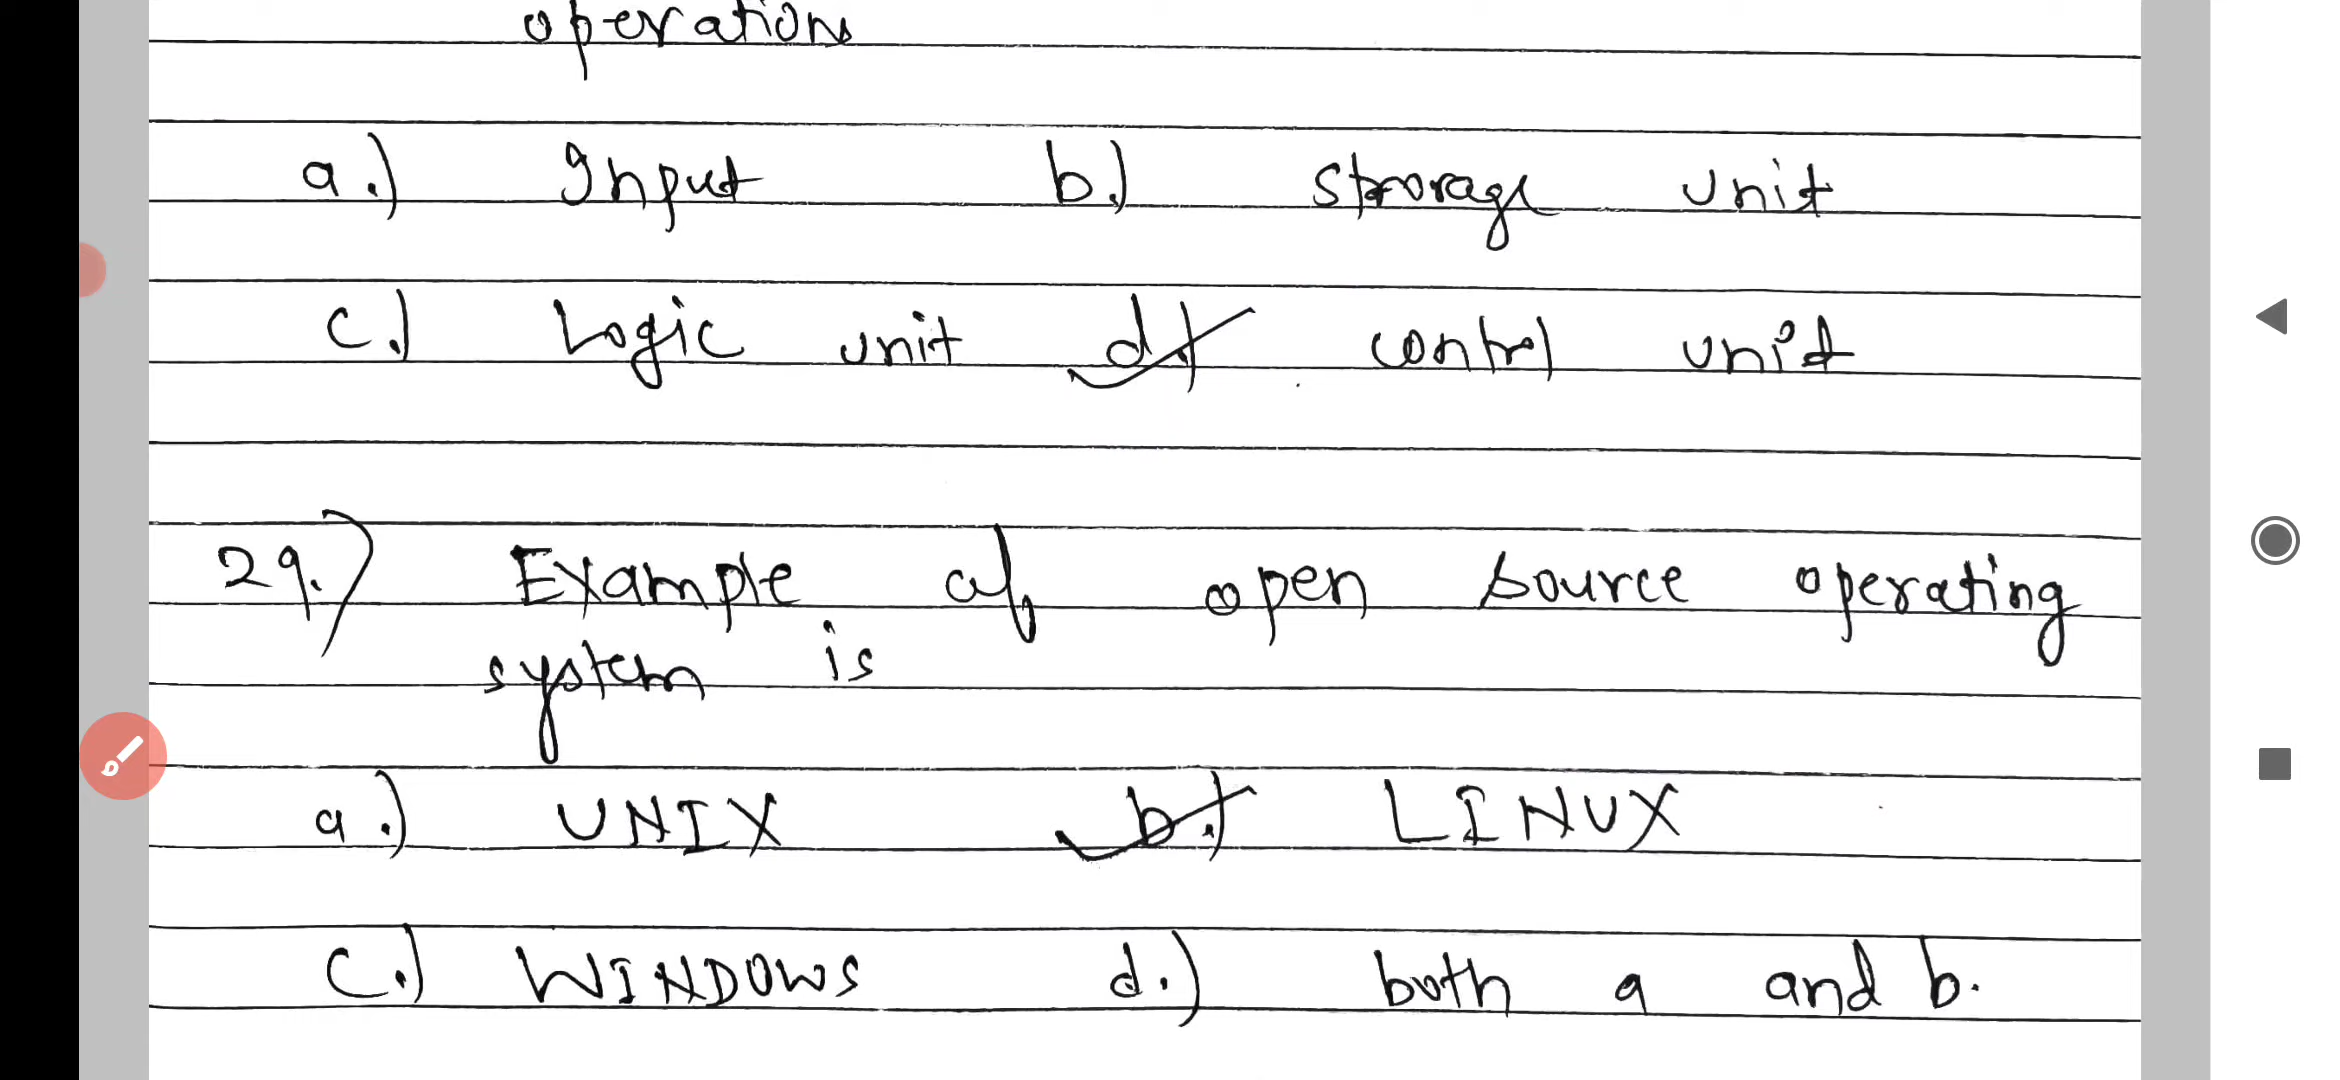 operations
a.) Input b.) strorage unit
c.) Logic unit d.) control unit
29.) Example of open source operating
system is
a.) UNIX b.) LINUX
c.) WINDOWS d.) both a and b.